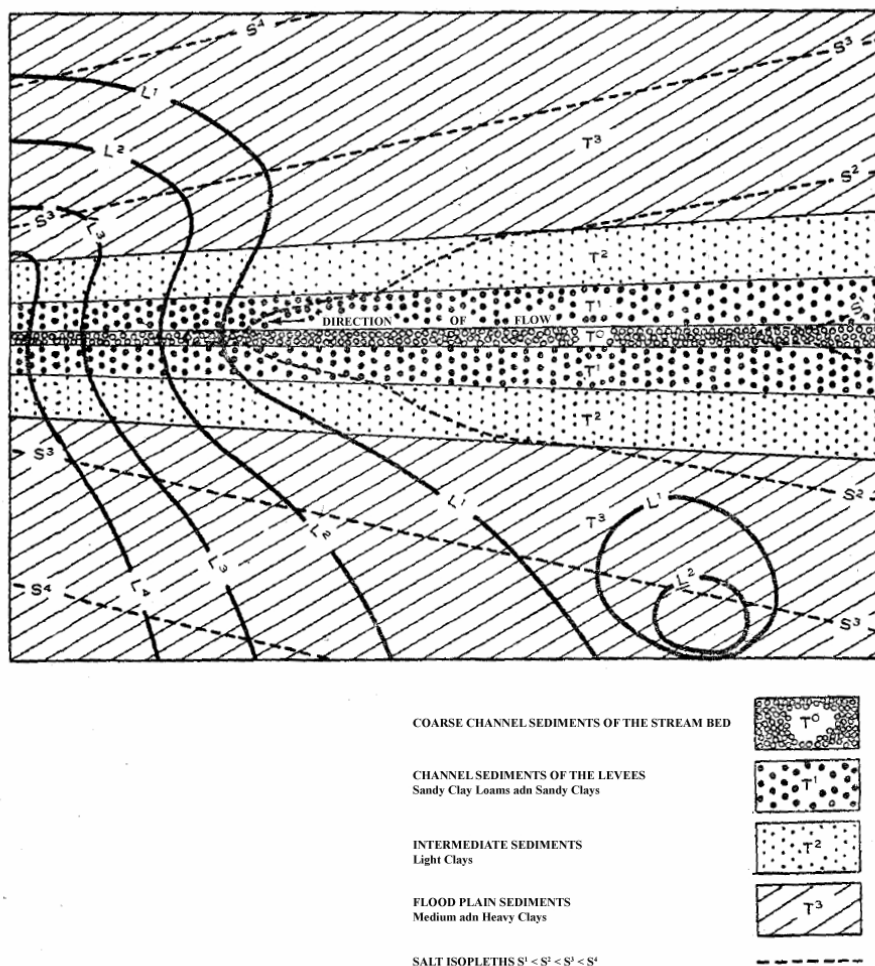 S⁴
S³
L¹
T³
L²
S²
S³
L₃
T²
T¹
DIRECTION OF FLOW
T⁰
S¹
T¹
T²
S³
L¹
S²
T³
L¹
L₂
L₃
L²
S⁴
L₄
S³
COARSE CHANNEL SEDIMENTS OF THE STREAM BED
T⁰
CHANNEL SEDIMENTS OF THE LEVEES
Sandy Clay Loams adn Sandy Clays
T¹
INTERMEDIATE SEDIMENTS
Light Clays
T²
FLOOD PLAIN SEDIMENTS
Medium adn Heavy Clays
T³
SALT ISOPLETHS S¹ < S² < S³ < S⁴